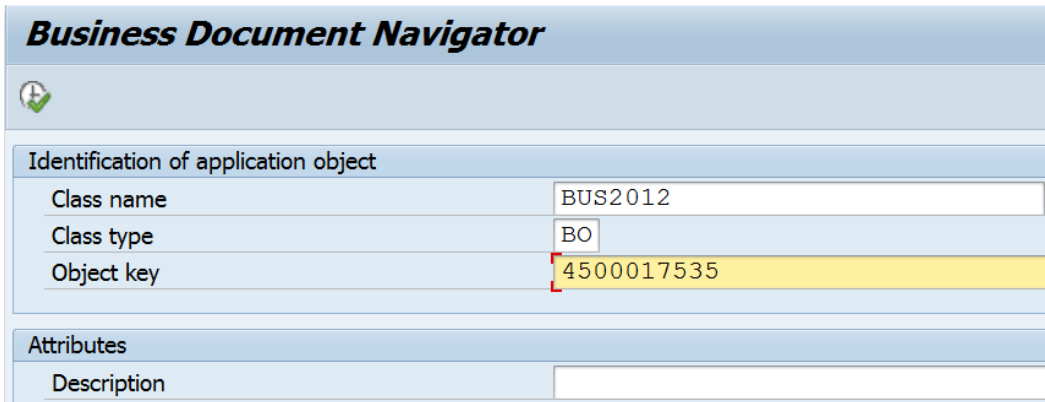 Business Document Navigator
Identification of application object
Class name BUS2012
Class type BO
Object key 4500017535
Attributes
Description